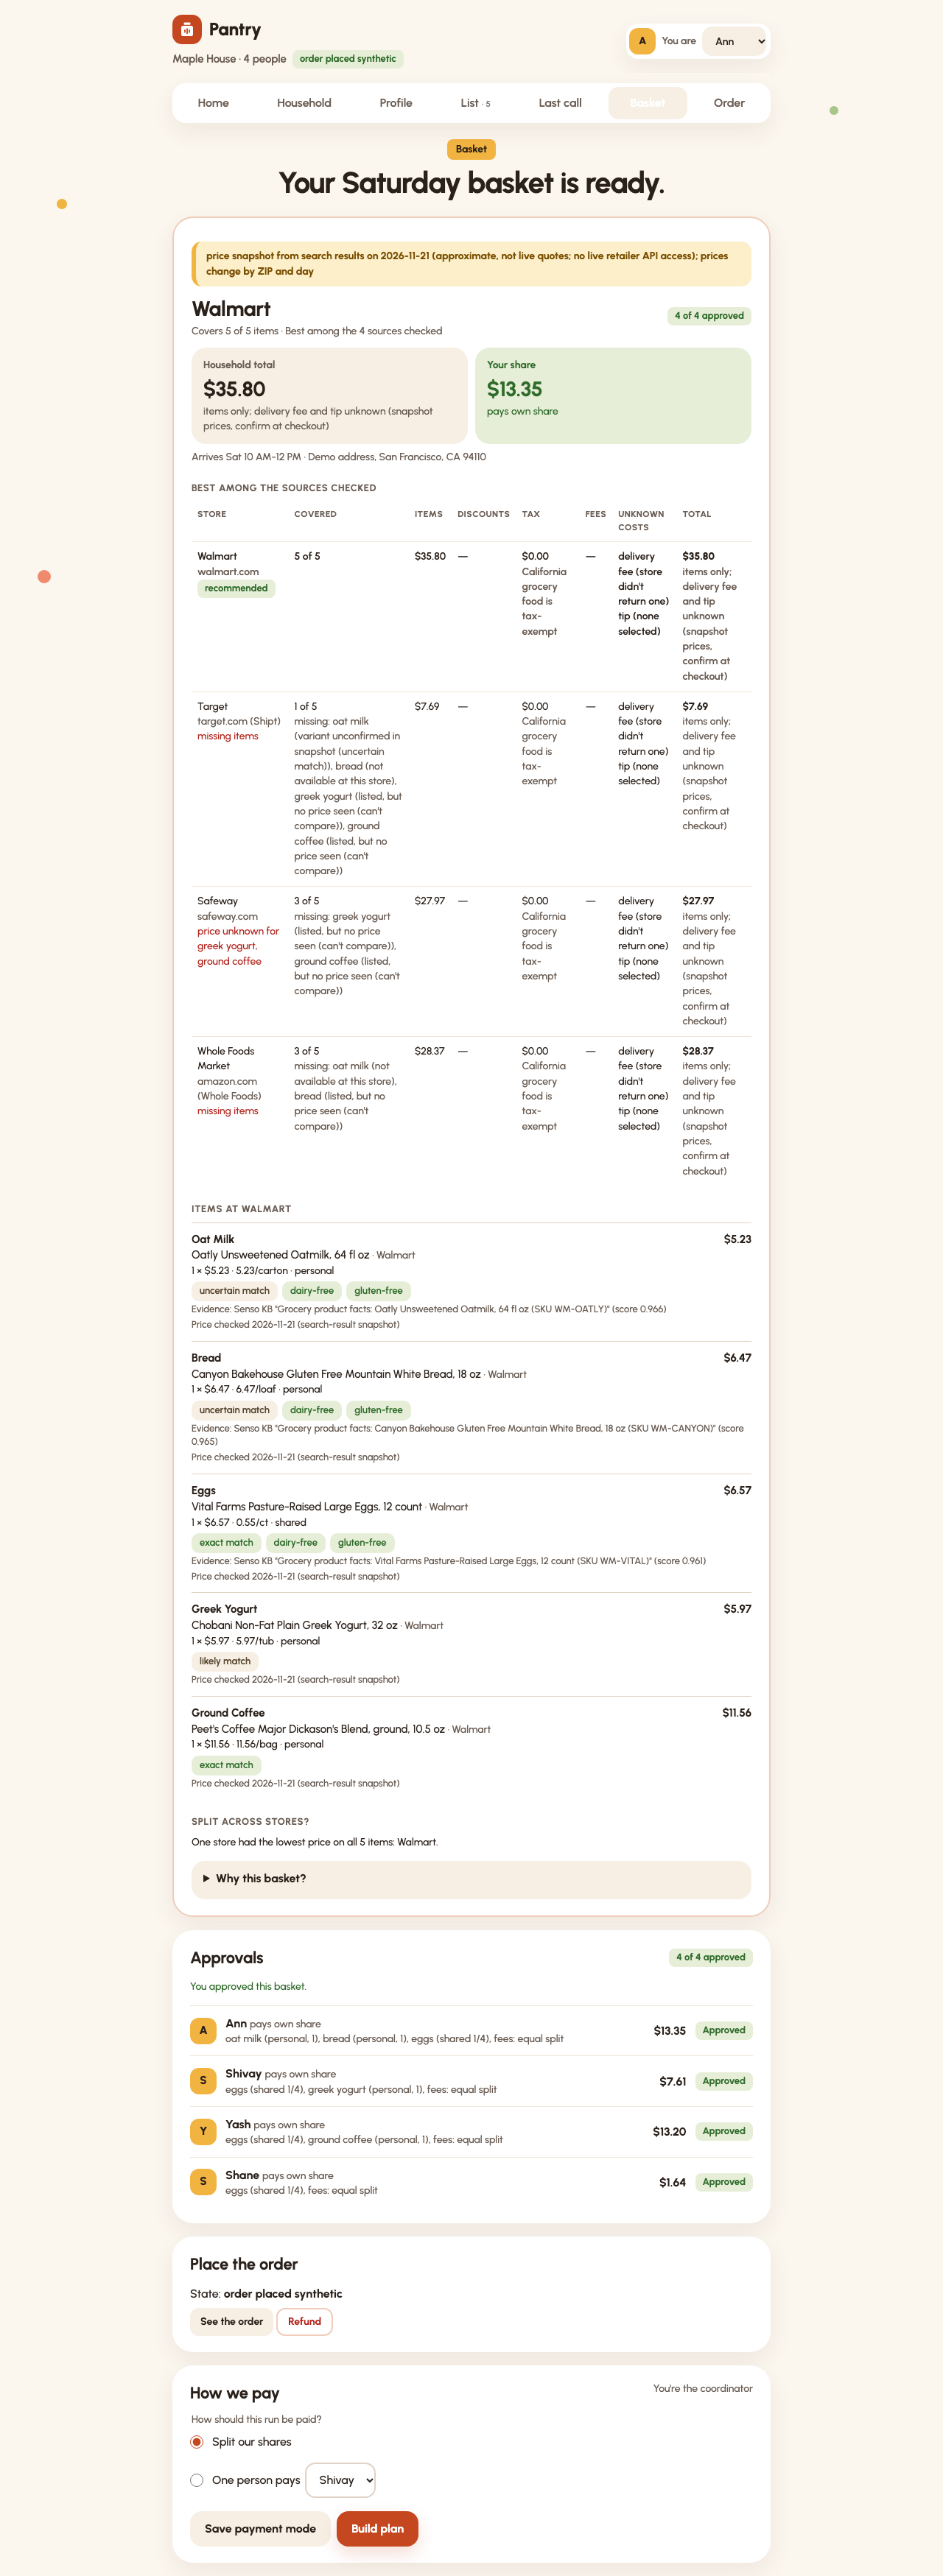 Pantry
Maple House · 4 people order placed synthetic
A You are Ann
Home Household Profile List · 5 Last call Basket Order
Basket
Your Saturday basket is ready.
price snapshot from search results on 2026-11-21 (approximate, not live quotes; no live retailer API access); prices
change by ZIP and day
Walmart
4 of 4 approved
Covers 5 of 5 items · Best among the 4 sources checked
Household total
$35.80
items only; delivery fee and tip unknown (snapshot
prices, confirm at checkout)
Your share
$13.35
pays own share
Arrives Sat 10 AM-12 PM · Demo address, San Francisco, CA 94110
BEST AMONG THE SOURCES CHECKED
STORE COVERED ITEMS DISCOUNTS TAX FEES UNKNOWN
COSTS TOTAL
Walmart
walmart.com
recommended
5 of 5
$35.80
—
$0.00
California
grocery
food is
tax-
exempt
—
delivery
fee (store
didn't
return one)
tip (none
selected)
$35.80
items only;
delivery fee
and tip
unknown
(snapshot
prices,
confirm at
checkout)
Target
target.com (Shipt)
missing items
1 of 5
missing: oat milk
(variant unconfirmed in
snapshot (uncertain
match)), bread (not
available at this store),
greek yogurt (listed, but
no price seen (can't
compare)), ground
coffee (listed, but no
price seen (can't
compare))
$7.69
—
$0.00
California
grocery
food is
tax-
exempt
—
delivery
fee (store
didn't
return one)
tip (none
selected)
$7.69
items only;
delivery fee
and tip
unknown
(snapshot
prices,
confirm at
checkout)
Safeway
safeway.com
price unknown for
greek yogurt,
ground coffee
3 of 5
missing: greek yogurt
(listed, but no price
seen (can't compare)),
ground coffee (listed,
but no price seen (can't
compare))
$27.97
—
$0.00
California
grocery
food is
tax-
exempt
—
delivery
fee (store
didn't
return one)
tip (none
selected)
$27.97
items only;
delivery fee
and tip
unknown
(snapshot
prices,
confirm at
checkout)
Whole Foods
Market
amazon.com
(Whole Foods)
missing items
3 of 5
missing: oat milk (not
available at this store),
bread (listed, but no
price seen (can't
compare))
$28.37
—
$0.00
California
grocery
food is
tax-
exempt
—
delivery
fee (store
didn't
return one)
tip (none
selected)
$28.37
items only;
delivery fee
and tip
unknown
(snapshot
prices,
confirm at
checkout)
ITEMS AT WALMART
Oat Milk $5.23
Oatly Unsweetened Oatmilk, 64 fl oz · Walmart
1 × $5.23 · 5.23/carton · personal
uncertain match dairy-free gluten-free
Evidence: Senso KB "Grocery product facts: Oatly Unsweetened Oatmilk, 64 fl oz (SKU WM-OATLY)" (score 0.966)
Price checked 2026-11-21 (search-result snapshot)
Bread $6.47
Canyon Bakehouse Gluten Free Mountain White Bread, 18 oz · Walmart
1 × $6.47 · 6.47/loaf · personal
uncertain match dairy-free gluten-free
Evidence: Senso KB "Grocery product facts: Canyon Bakehouse Gluten Free Mountain White Bread, 18 oz (SKU WM-CANYON)" (score
0.965)
Price checked 2026-11-21 (search-result snapshot)
Eggs $6.57
Vital Farms Pasture-Raised Large Eggs, 12 count · Walmart
1 × $6.57 · 0.55/ct · shared
exact match dairy-free gluten-free
Evidence: Senso KB "Grocery product facts: Vital Farms Pasture-Raised Large Eggs, 12 count (SKU WM-VITAL)" (score 0.961)
Price checked 2026-11-21 (search-result snapshot)
Greek Yogurt $5.97
Chobani Non-Fat Plain Greek Yogurt, 32 oz · Walmart
1 × $5.97 · 5.97/tub · personal
likely match
Price checked 2026-11-21 (search-result snapshot)
Ground Coffee $11.56
Peet's Coffee Major Dickason's Blend, ground, 10.5 oz · Walmart
1 × $11.56 · 11.56/bag · personal
exact match
Price checked 2026-11-21 (search-result snapshot)
SPLIT ACROSS STORES?
One store had the lowest price on all 5 items: Walmart.
Why this basket?
Approvals 4 of 4 approved
You approved this basket.
A Ann pays own share
oat milk (personal, 1), bread (personal, 1), eggs (shared 1/4), fees: equal split
$13.35 Approved
S Shivay pays own share
eggs (shared 1/4), greek yogurt (personal, 1), fees: equal split
$7.61 Approved
Y Yash pays own share
eggs (shared 1/4), ground coffee (personal, 1), fees: equal split
$13.20 Approved
S Shane pays own share
eggs (shared 1/4), fees: equal split
$1.64 Approved
Place the order
State: order placed synthetic
See the order Refund
How we pay You're the coordinator
How should this run be paid?
Split our shares
One person pays Shivay
Save payment mode Build plan